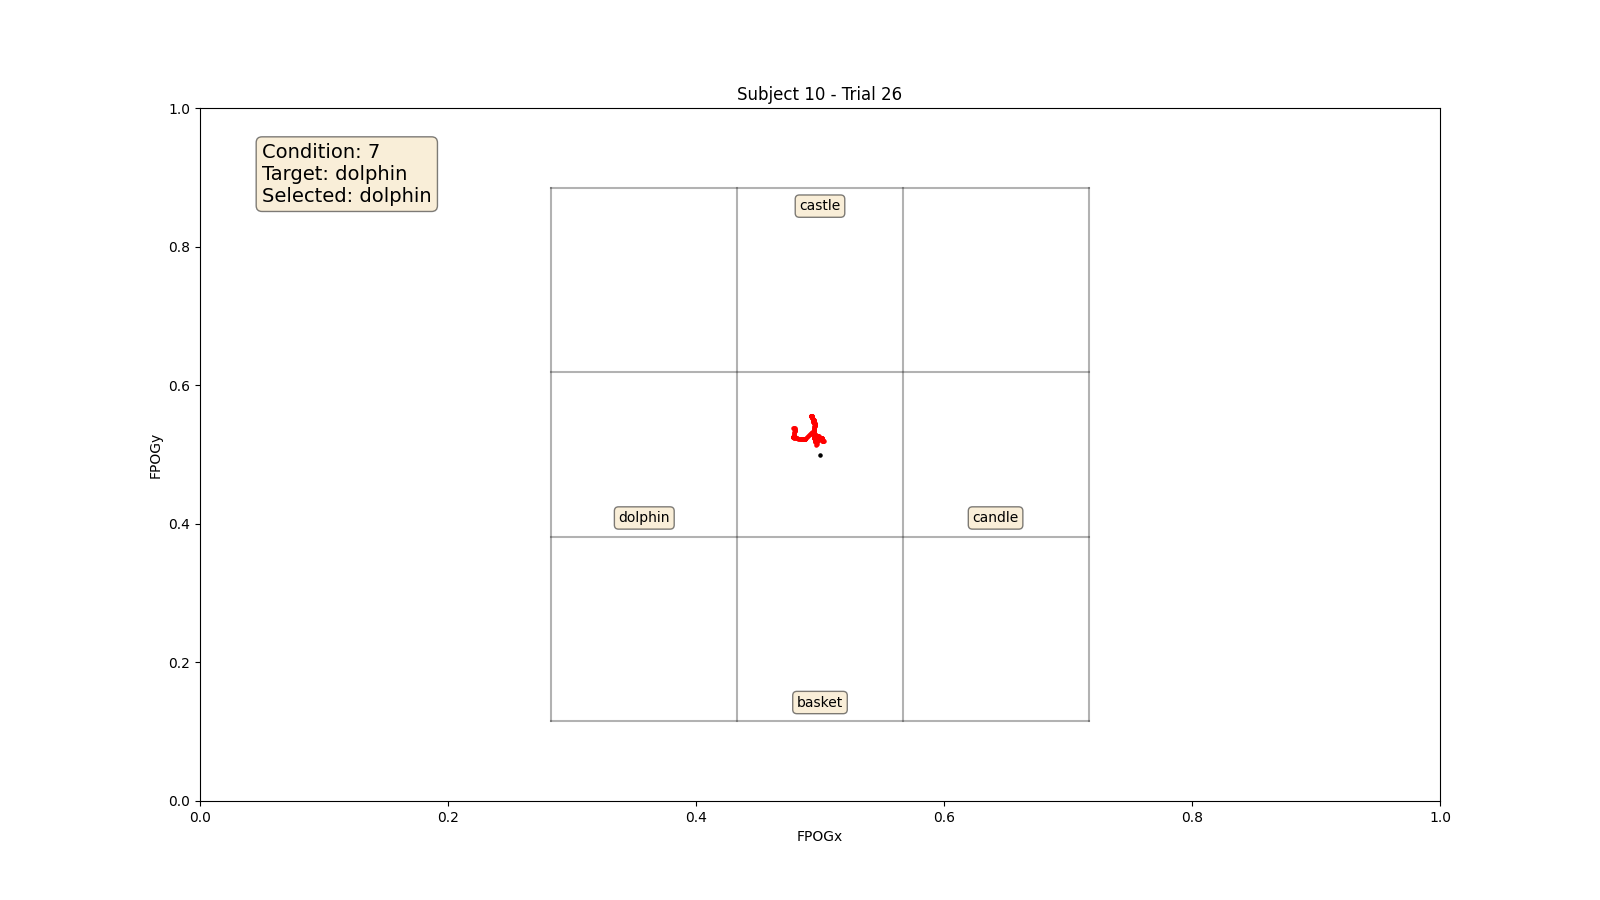 Subject 10 - Trial 26
1.0
Condition: 7
Target: dolphin
Selected: dolphin
castle
0.8
0.6
FPOGy
dolphin
candle
0.4
0.2
basket
0.0
0.0 0.2 0.4 0.6 0.8 1.0
FPOGx